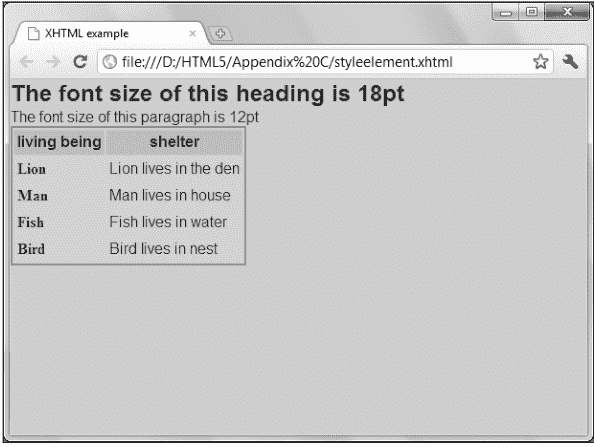 XHTML example
file:///D:/HTML5/Appendix%20C/styleelement.xhtml
The font size of this heading is 18pt
The font size of this paragraph is 12pt
living being shelter
Lion Lion lives in the den
Man Man lives in house
Fish Fish lives in water
Bird Bird lives in nest